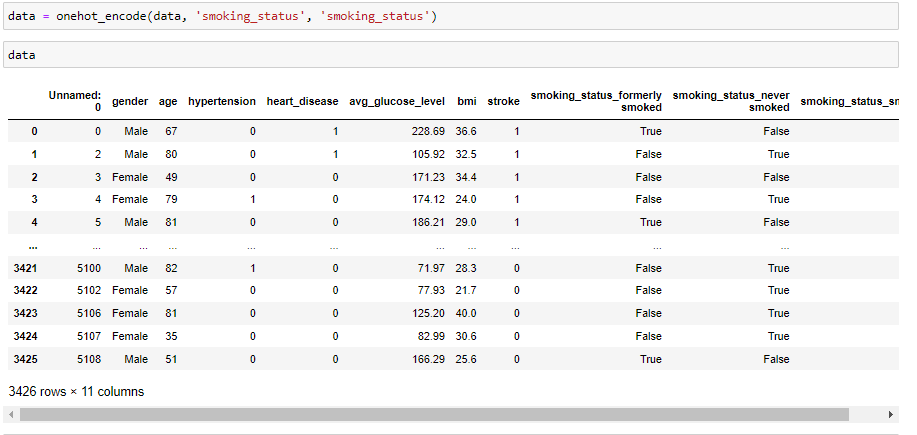 data = onehot_encode(data, 'smoking_status', 'smoking_status')
data
Unnamed: 0 gender age hypertension heart_disease avg_glucose_level bmi stroke smoking_status_formerly smoked smoking_status_never smoked smoking_status_sn
0 0 Male 67 0 1 228.69 36.6 1 True False
1 2 Male 80 0 1 105.92 32.5 1 False True
2 3 Female 49 0 0 171.23 34.4 1 False False
3 4 Female 79 1 0 174.12 24.0 1 False True
4 5 Male 81 0 0 186.21 29.0 1 True False
... ... ... ... ... ... ... ... ... ... ...
3421 5100 Male 82 1 0 71.97 28.3 0 False True
3422 5102 Female 57 0 0 77.93 21.7 0 False True
3423 5106 Female 81 0 0 125.20 40.0 0 False True
3424 5107 Female 35 0 0 82.99 30.6 0 False True
3425 5108 Male 51 0 0 166.29 25.6 0 True False
3426 rows × 11 columns